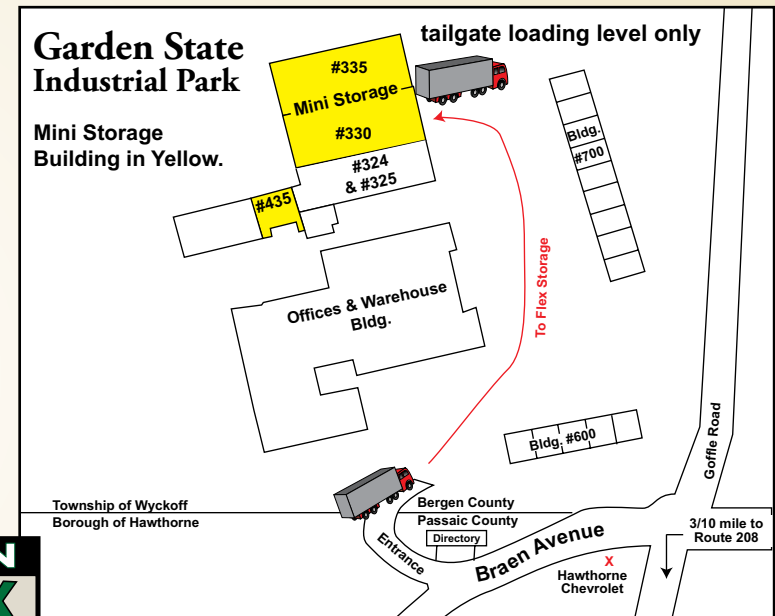 Garden State
Industrial Park
Mini Storage
Building in Yellow.
tailgate loading level only
#335
Mini Storage
#330
#324
& #325
#435
Bldg.
#700
Offices & Warehouse
Bldg.
To Flex Storage
Bldg. #600
Goffle Road
Township of Wyckoff
Borough of Hawthorne
Bergen County
Passaic County
Directory
Entrance
Braen Avenue
X
Hawthorne
Chevrolet
3/10 mile to
Route 208